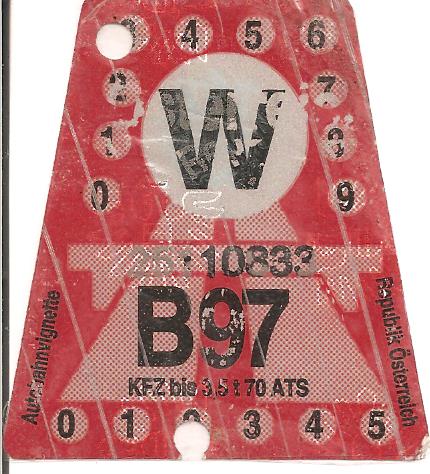 3 4 5 6
2 7
1 8
W
0 9
10833
B97
KFZ bis 3,5 t 70 ATS
Autobahnvignette
Republik Österreich
0 1 3 4 5